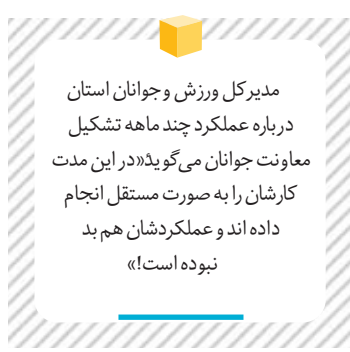 مدیرکل ورزش و جوانان استان
درباره عملکرد چند ماهه تشکیل
معاونت جوانان می‌گوید:«در این مدت
کارشان را به صورت مستقل انجام
داده اند و عملکردشان هم بد
نبوده است!»